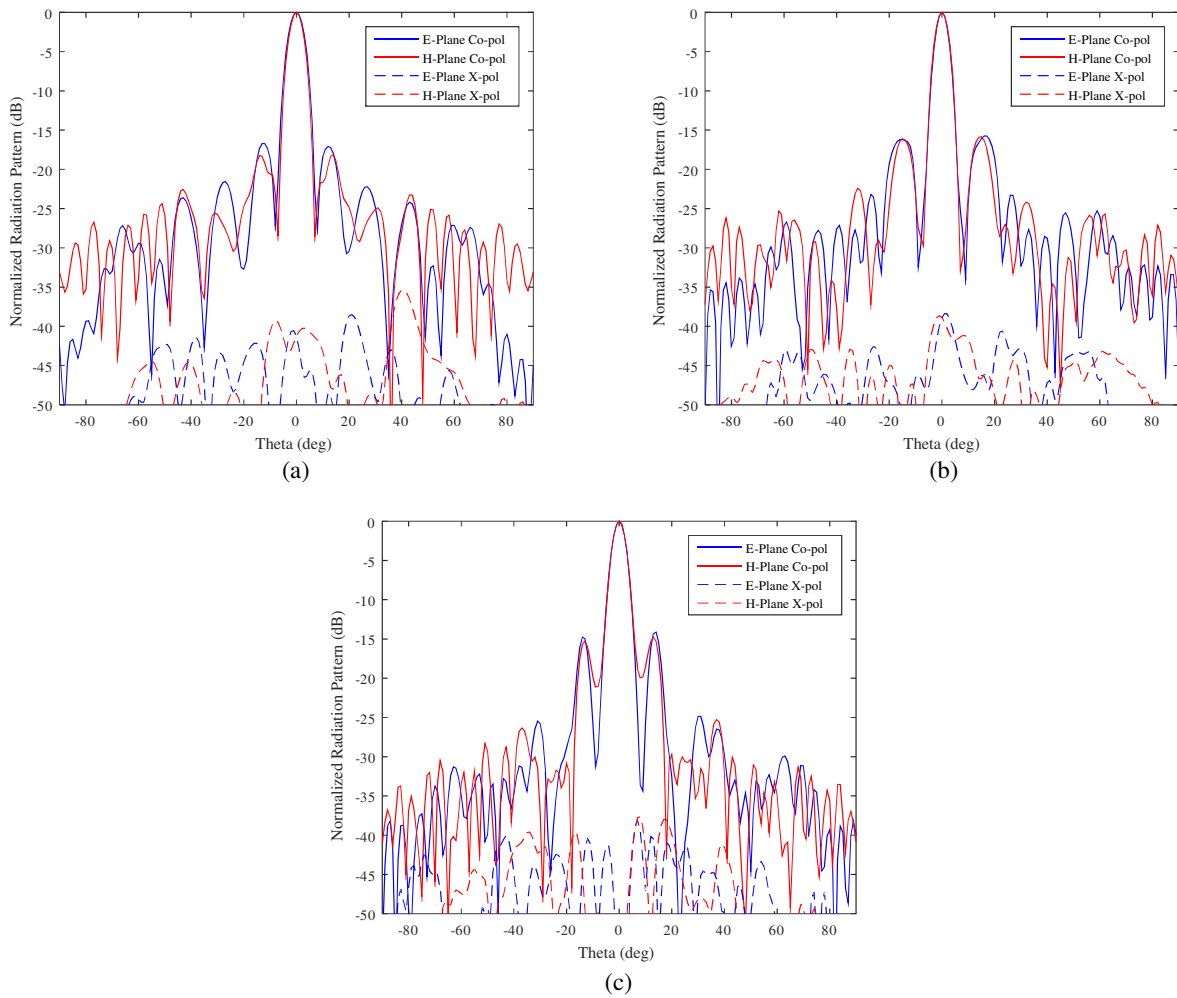 0
-5
-10
-15
-20
-25
-30
-35
-40
-45
-50
Normalized Radiation Pattern (dB)
E-Plane Co-pol
H-Plane Co-pol
E-Plane X-pol
H-Plane X-pol
-80 -60 -40 -20 0 20 40 60 80
Theta (deg)
(a)
0
-5
-10
-15
-20
-25
-30
-35
-40
-45
-50
Normalized Radiation Pattern (dB)
E-Plane Co-pol
H-Plane Co-pol
E-Plane X-pol
H-Plane X-pol
-80 -60 -40 -20 0 20 40 60 80
Theta (deg)
(b)
0
-5
-10
-15
-20
-25
-30
-35
-40
-45
-50
Normalized Radiation Pattern (dB)
E-Plane Co-pol
H-Plane Co-pol
E-Plane X-pol
H-Plane X-pol
-80 -60 -40 -20 0 20 40 60 80
Theta (deg)
(c)